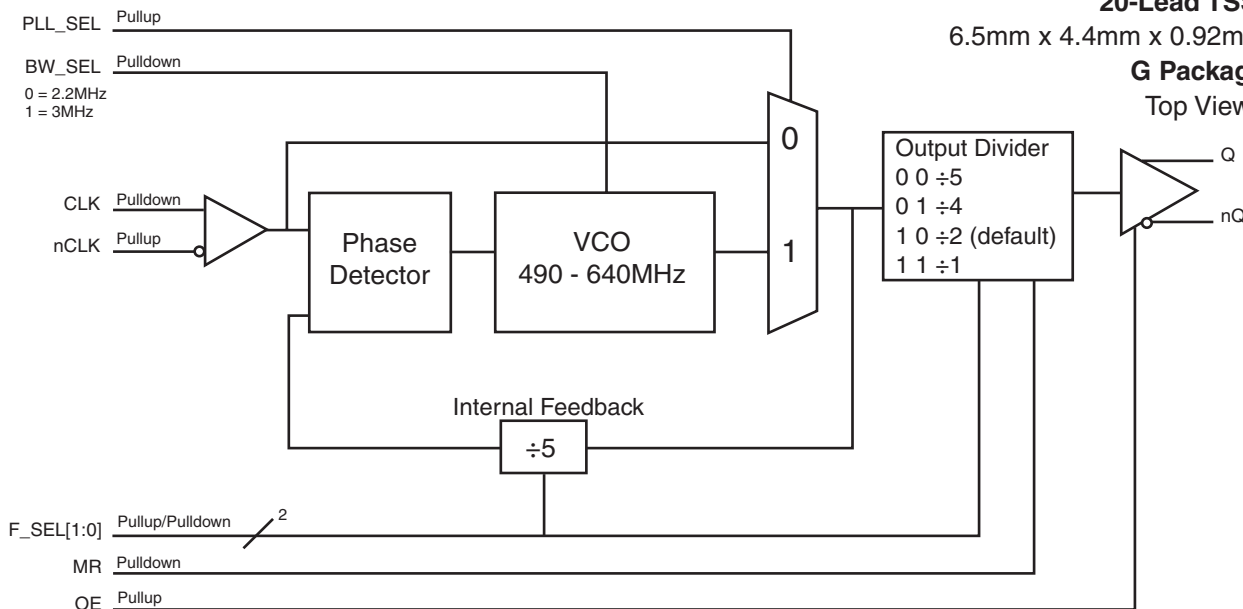 20-Lead TSS
6.5mm x 4.4mm x 0.92m
G Packag
Top View
PLL_SEL Pullup
BW_SEL Pulldown
0 = 2.2MHz
1 = 3MHz
CLK Pulldown
nCLK Pullup
Phase
Detector
VCO
490 - 640MHz
0
1
Output Divider
0 0 ÷5
0 1 ÷4
1 0 ÷2 (default)
1 1 ÷1
Q
nQ
Internal Feedback
÷5
F_SEL[1:0] Pullup/Pulldown 2
MR Pulldown
OE Pullup